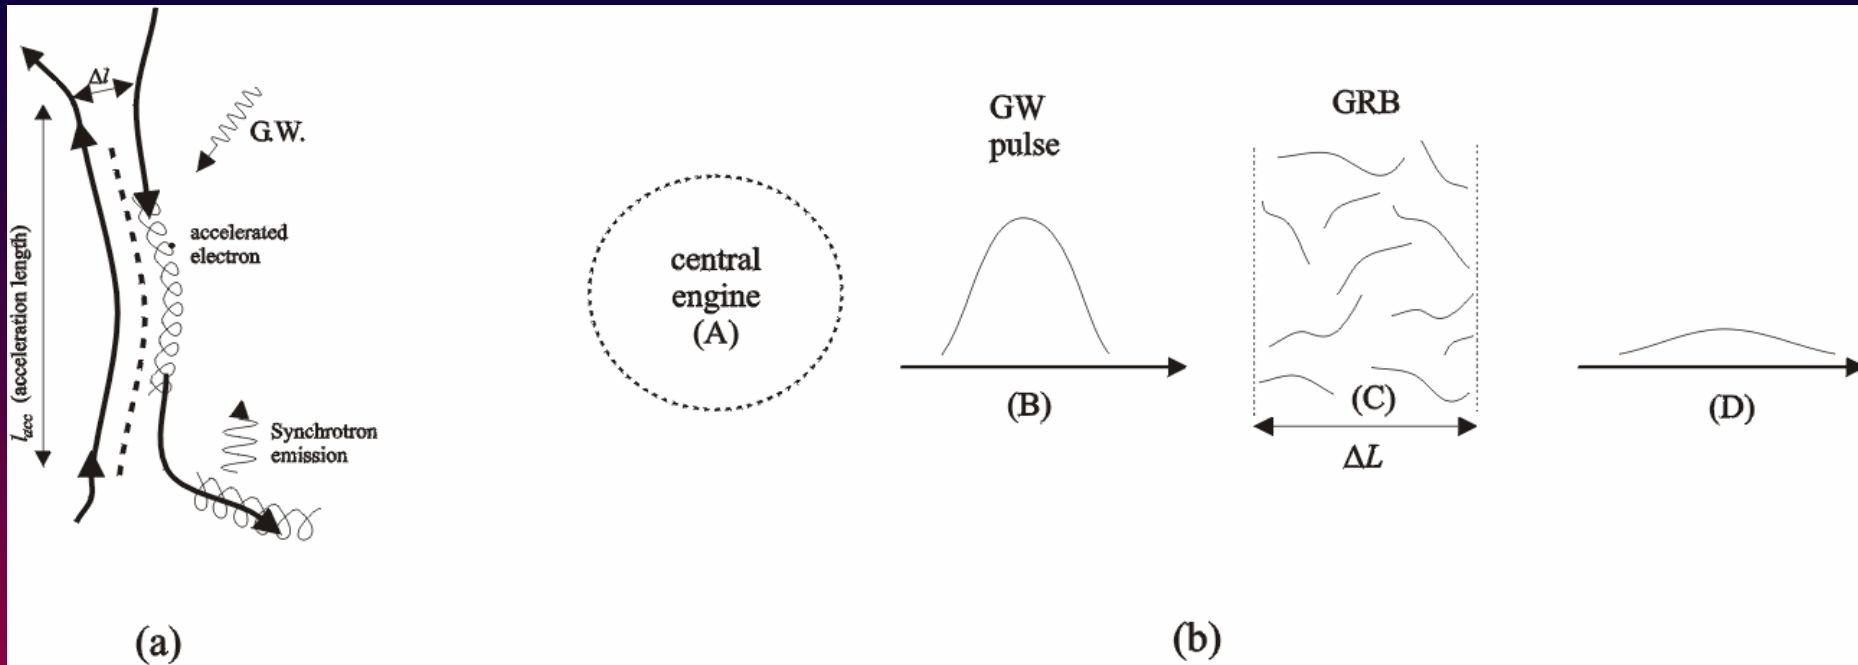 Δl
G.W.
accelerated
electron
l_acc (acceleration length)
Synchrotron
emission
(a)
central
engine
(A)
GW
pulse
(B)
GRB
(C)
ΔL
(D)
(b)